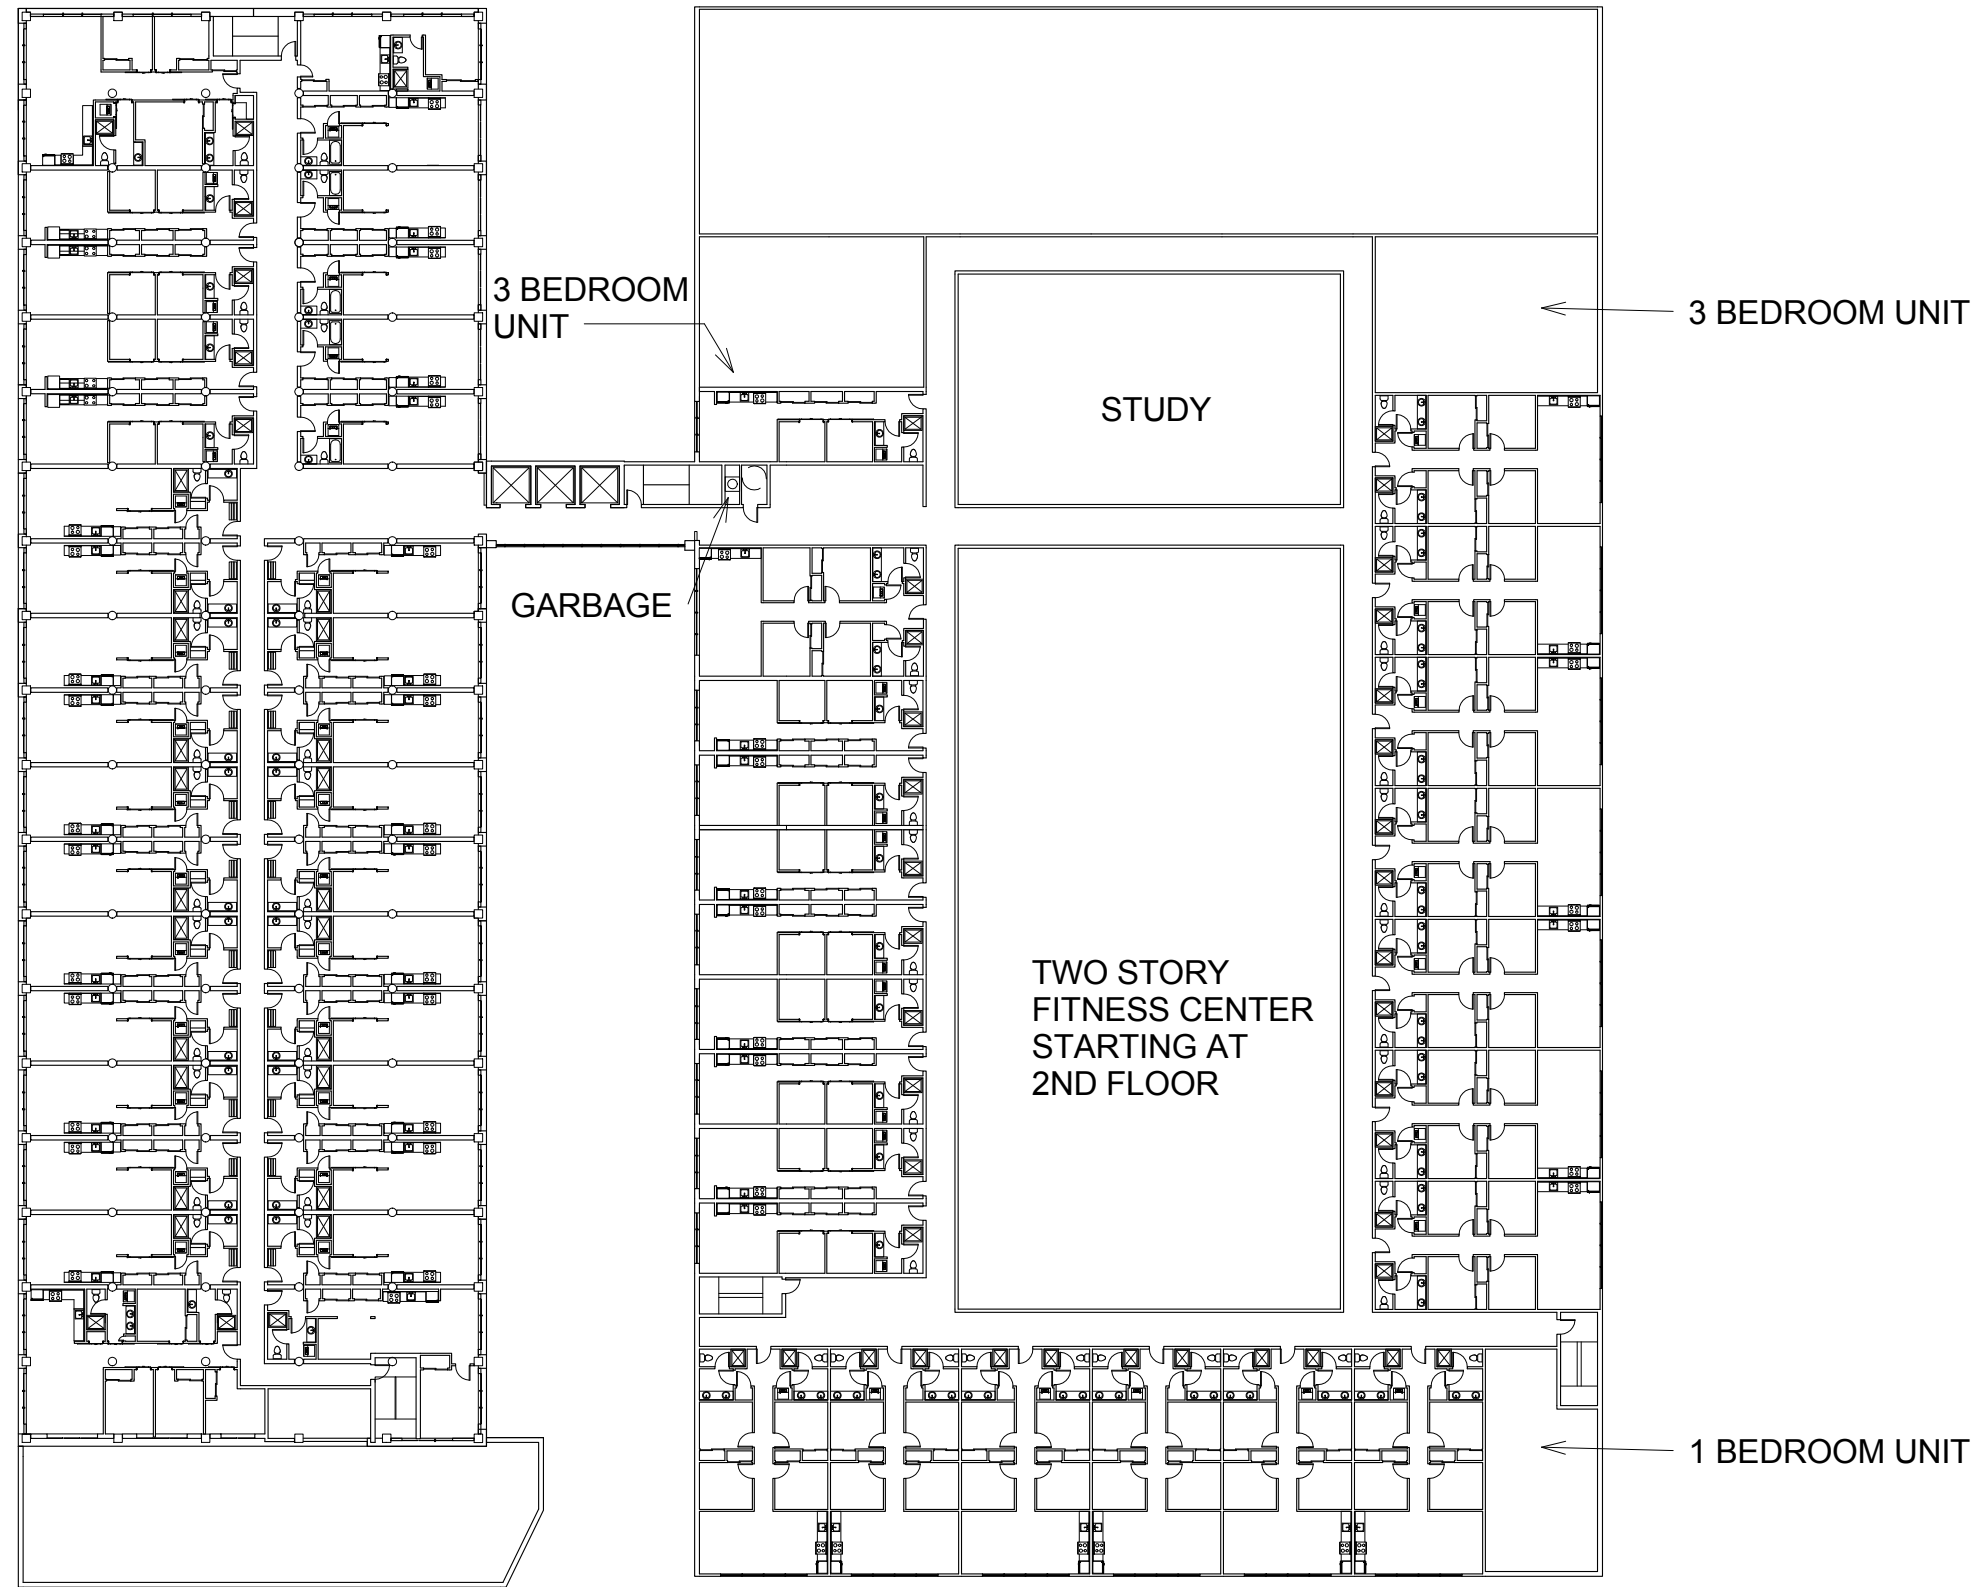 3 BEDROOM
UNIT
3 BEDROOM UNIT
STUDY
GARBAGE
TWO STORY
FITNESS CENTER
STARTING AT
2ND FLOOR
1 BEDROOM UNIT